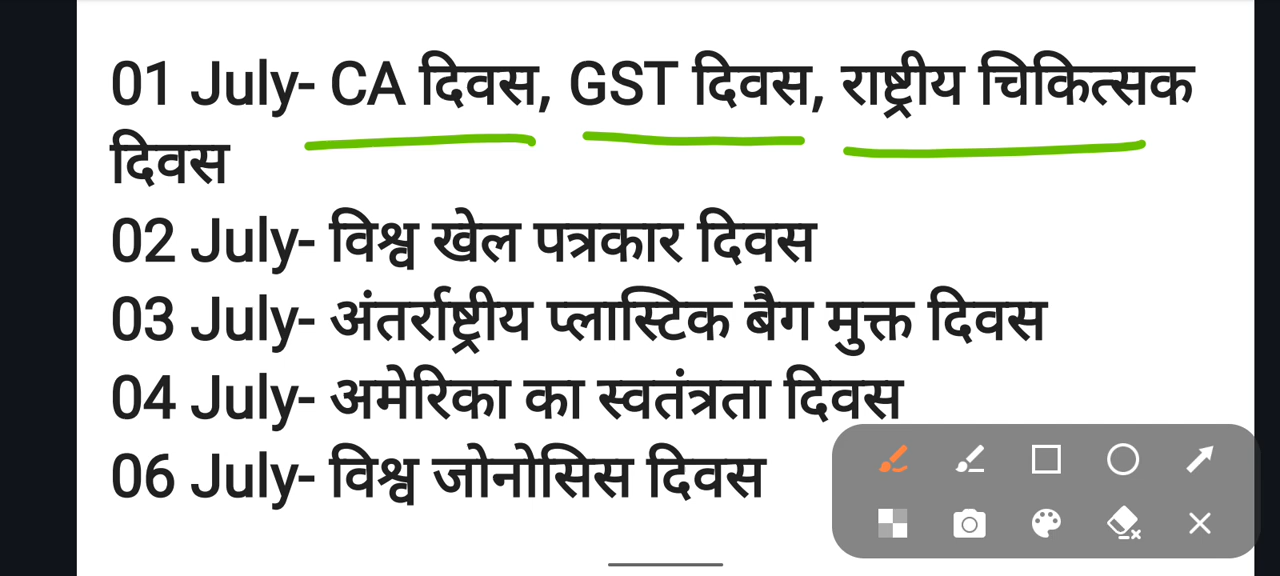 01 July- CA दिवस, GST दिवस, राष्ट्रीय चिकित्सक
दिवस
02 July- विश्व खेल पत्रकार दिवस
03 July- अंतर्राष्ट्रीय प्लास्टिक बैग मुक्त दिवस
04 July- अमेरिका का स्वतंत्रता दिवस
06 July- विश्व जोनोसिस दिवस